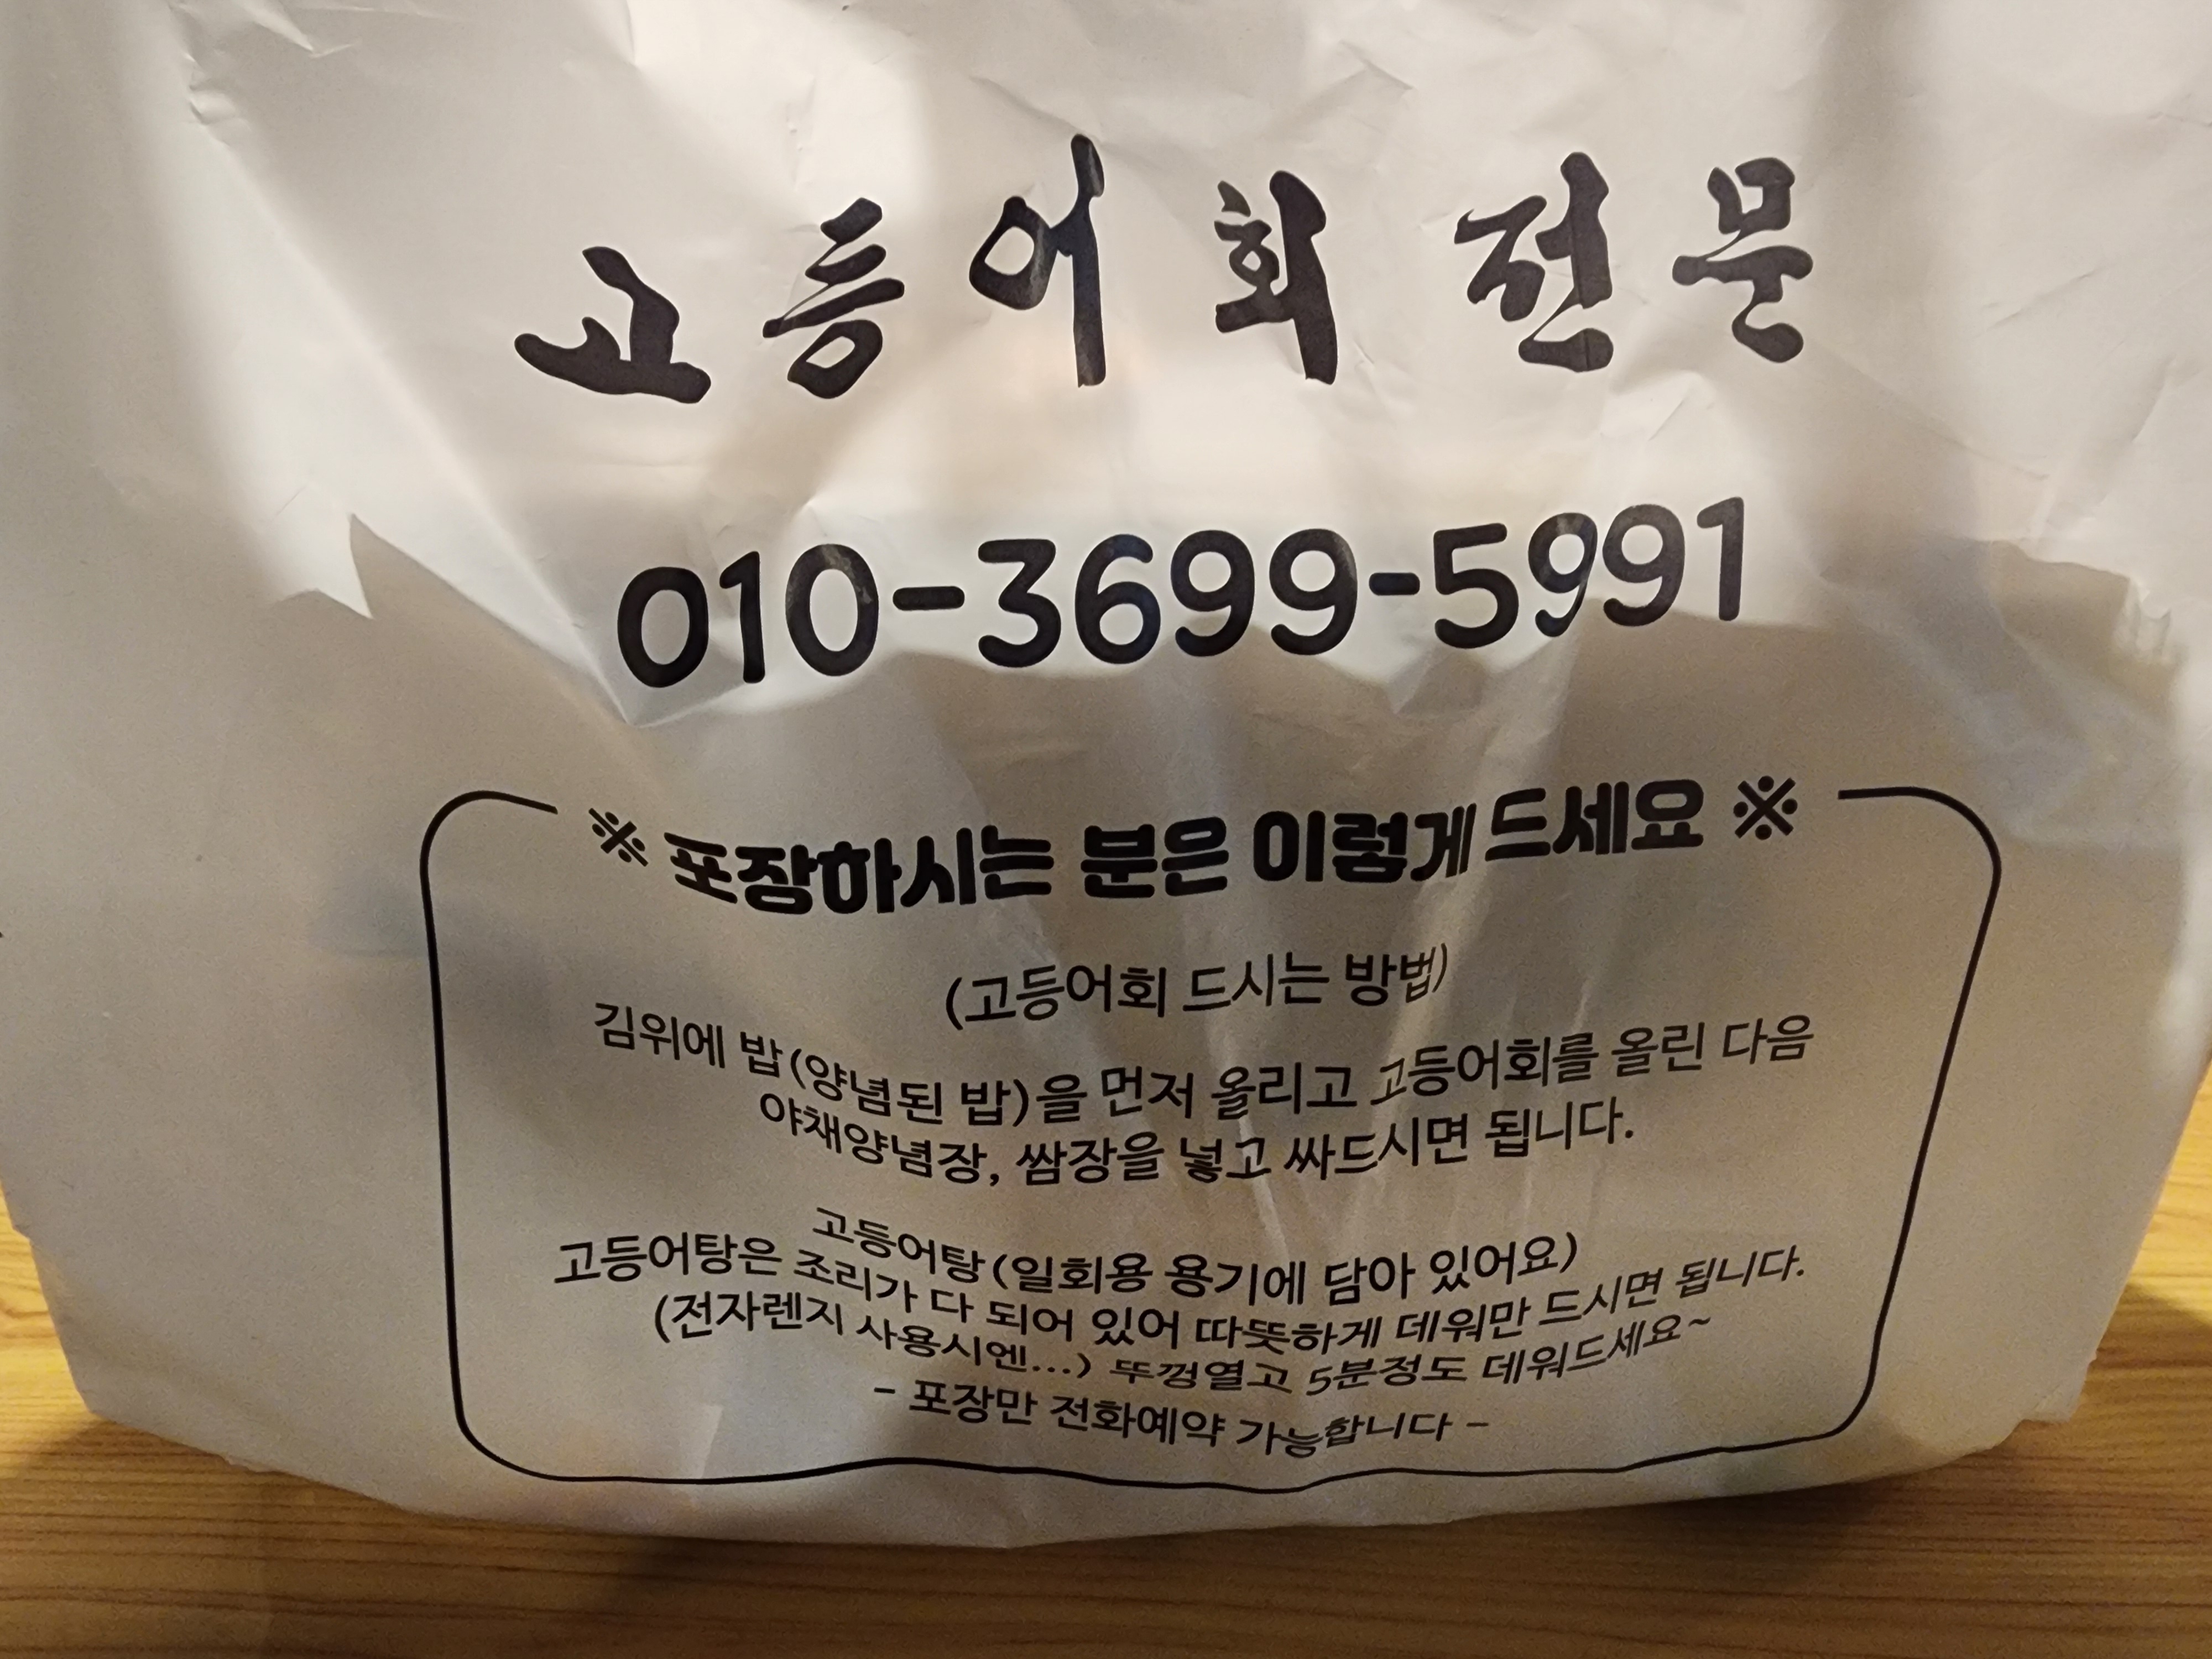 고등어회 전문
010-3699-5991
※ 포장하시는 분은 이렇게드세요 ※
(고등어회 드시는 방법)
김위에 밥(양념된 밥)을 먼저 올리고 고등어회를 올린 다음
야채양념장, 쌈장을 넣고 싸드시면 됩니다.
고등어탕(일회용 용기에 담아 있어요)
고등어탕은 조리가 다 되어 있어 따뜻하게 데워만 드시면 됩니다.
(전자렌지 사용시엔...) 뚜껑열고 5분정도 데워드세요~
- 포장만 전화예약 가능합니다 -